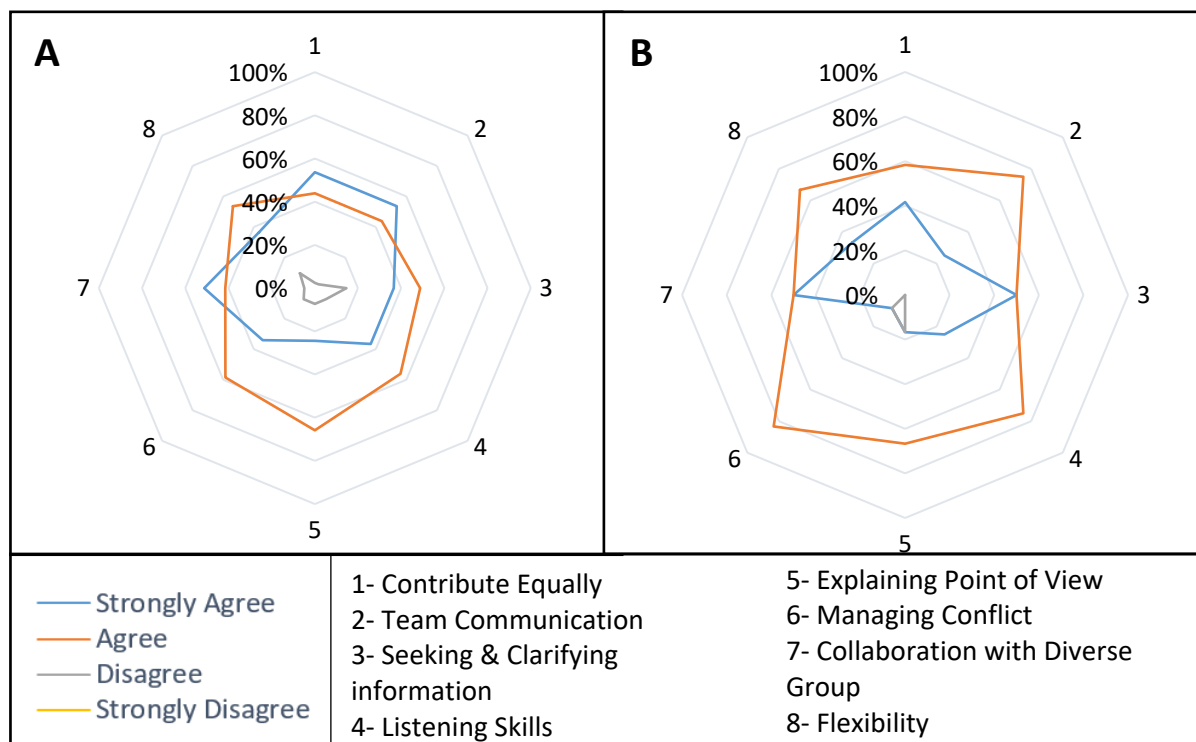 A
1
100%
80%
60%
40%
20%
0%
2
3
4
5
6
7
8
B
1
100%
80%
60%
40%
20%
0%
2
3
4
5
6
7
8
Strongly Agree
Agree
Disagree
Strongly Disagree
1- Contribute Equally
2- Team Communication
3- Seeking & Clarifying
information
4- Listening Skills
5- Explaining Point of View
6- Managing Conflict
7- Collaboration with Diverse
Group
8- Flexibility